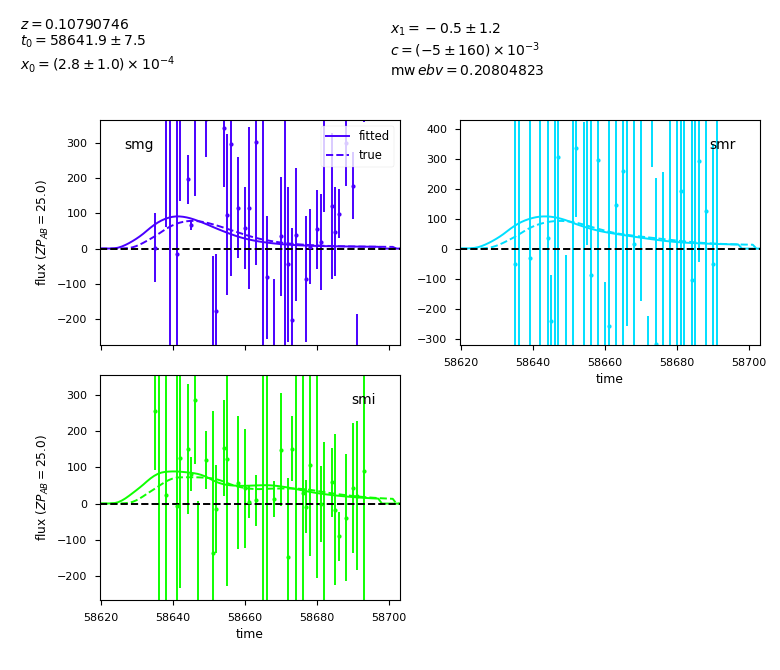 z = 0.10790746
t₀ = 58641.9 ± 7.5
x₀ = (2.8 ± 1.0) × 10⁻⁴
x₁ = −0.5 ± 1.2
c = (−5 ± 160) × 10⁻³
mw ebv = 0.20804823
smg
fitted
true
300
200
100
0
−100
−200
flux (ZP_AB = 25.0)
58620
smr
400
300
200
100
0
−100
−200
−300
58620 58640 58660 58680 58700
time
smi
300
200
100
0
−100
−200
flux (ZP_AB = 25.0)
58620 58640 58660 58680 58700
time